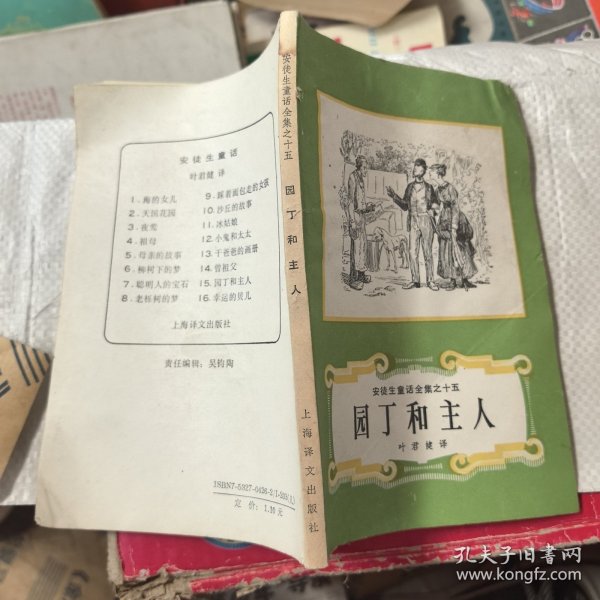 安徒生童话
叶君健 译
1. 海的女儿
2. 天国花园
3. 夜莺
4. 祖母
5. 母亲的故事
6. 柳树下的梦
7. 聪明人的宝石
8. 老栎树的梦
9. 踩着面包走的女孩
10. 沙丘的故事
11. 冰姑娘
12. 小鬼和太太
13. 干爸爸的画册
14. 曾祖父
15. 园丁和主人
16. 幸运的贝儿
上海译文出版社
责任编辑：吴钧陶
ISBN7-5327-0436-2/I·203(上)
定价：1.30元
安徒生童话全集之十五
园丁和主人
上海译文出版社
安徒生童话全集之十五
园丁和主人
叶君健 译
孔夫子旧书网
www.kongfz.com